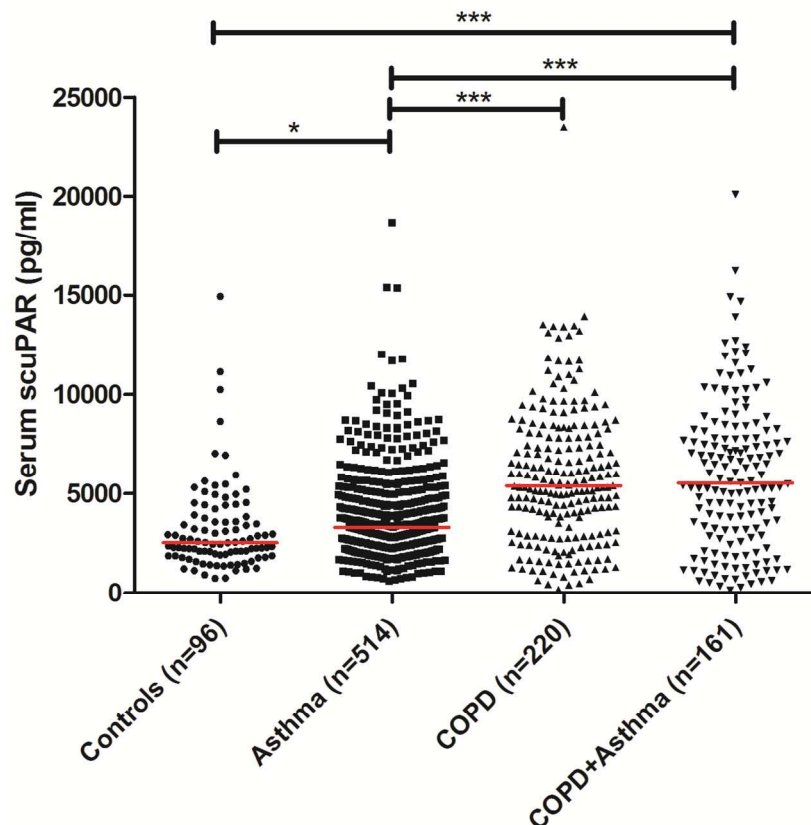 ***
***
***
*
25000
20000
15000
10000
5000
0
Serum scuPAR (pg/ml)
Controls (n=96)
Asthma (n=514)
COPD (n=220)
COPD+Asthma (n=161)